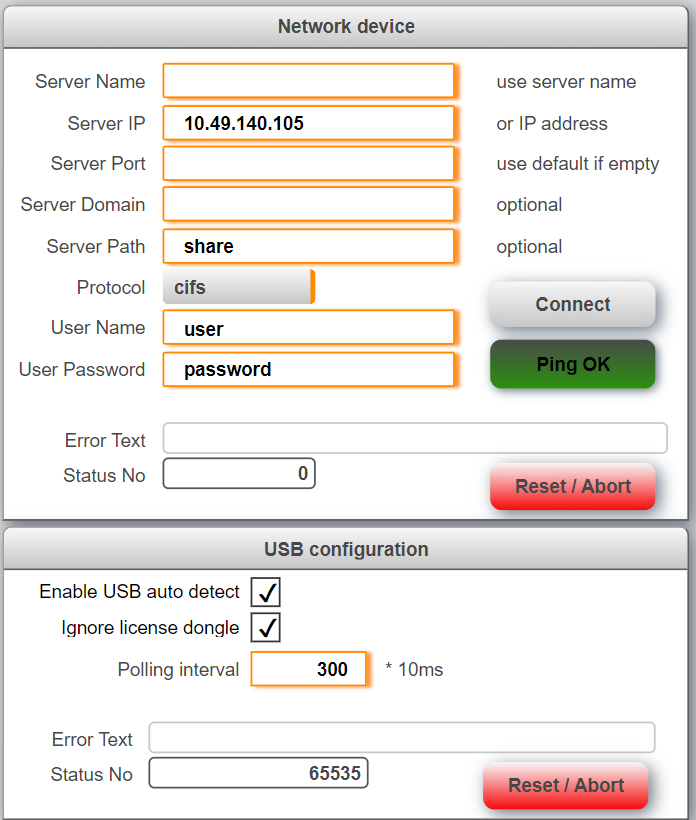 Network device
Server Name use server name
Server IP 10.49.140.105 or IP address
Server Port use default if empty
Server Domain optional
Server Path share optional
Protocol cifs
Connect
User Name user
User Password password
Ping OK
Error Text
Status No 0
Reset / Abort
USB configuration
Enable USB auto detect
Ignore license dongle
Polling interval 300 * 10ms
Error Text
Status No 65535
Reset / Abort